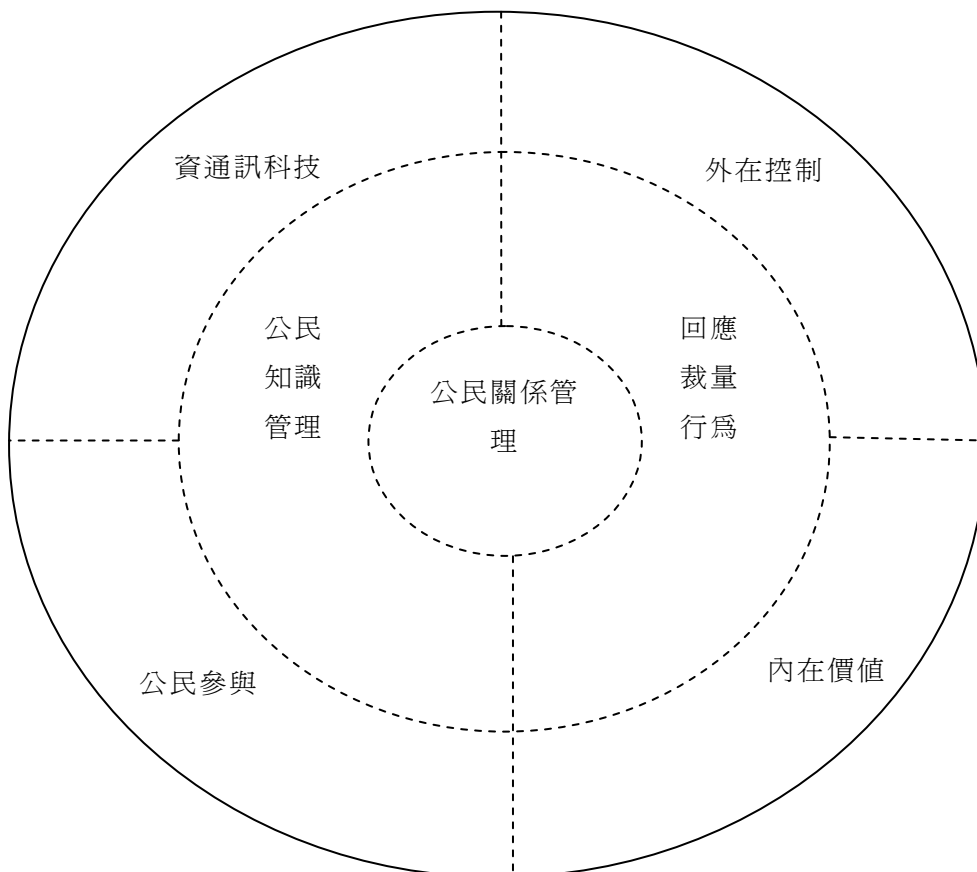 資通訊科技
外在控制
公民
知識
管理
公民關係管
理
回應
裁量
行為
公民參與
內在價值